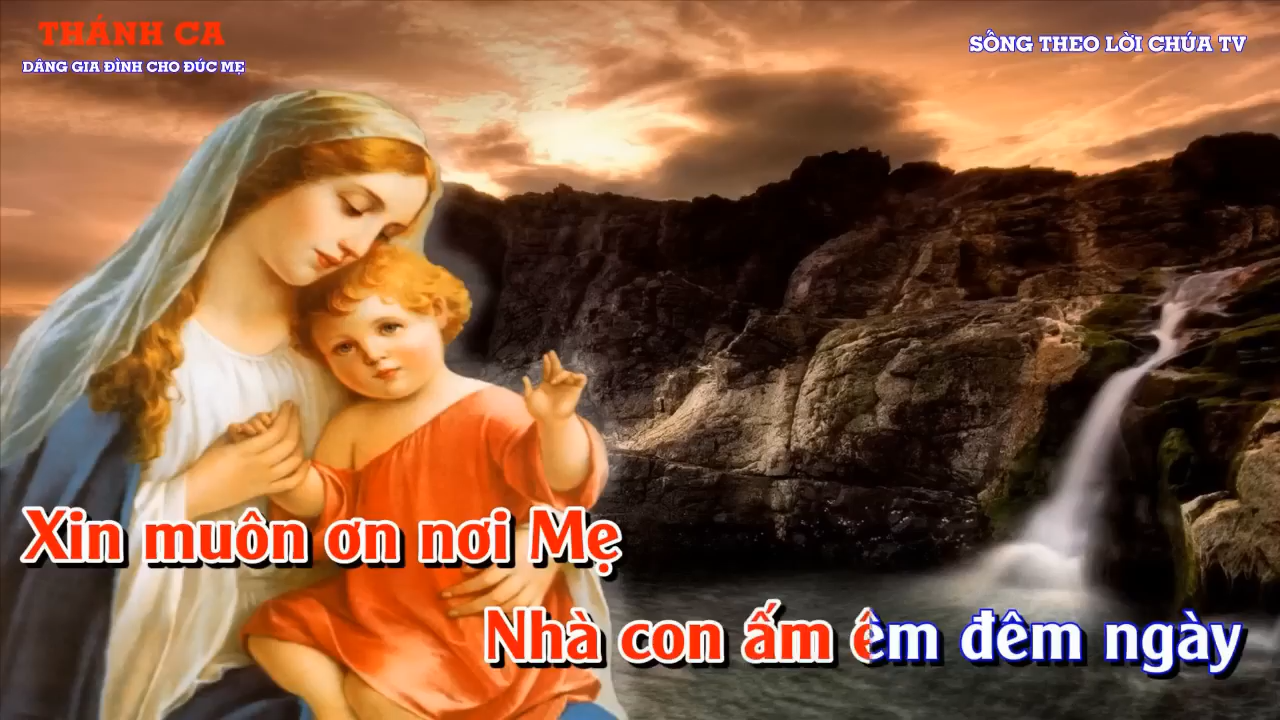 THÁNH CA
DÂNG GIA ĐÌNH CHO ĐỨC MẸ
SỐNG THEO LỜI CHÚA TV
Xin muôn ơn nơi Mẹ
Nhà con ấm êm đêm ngày